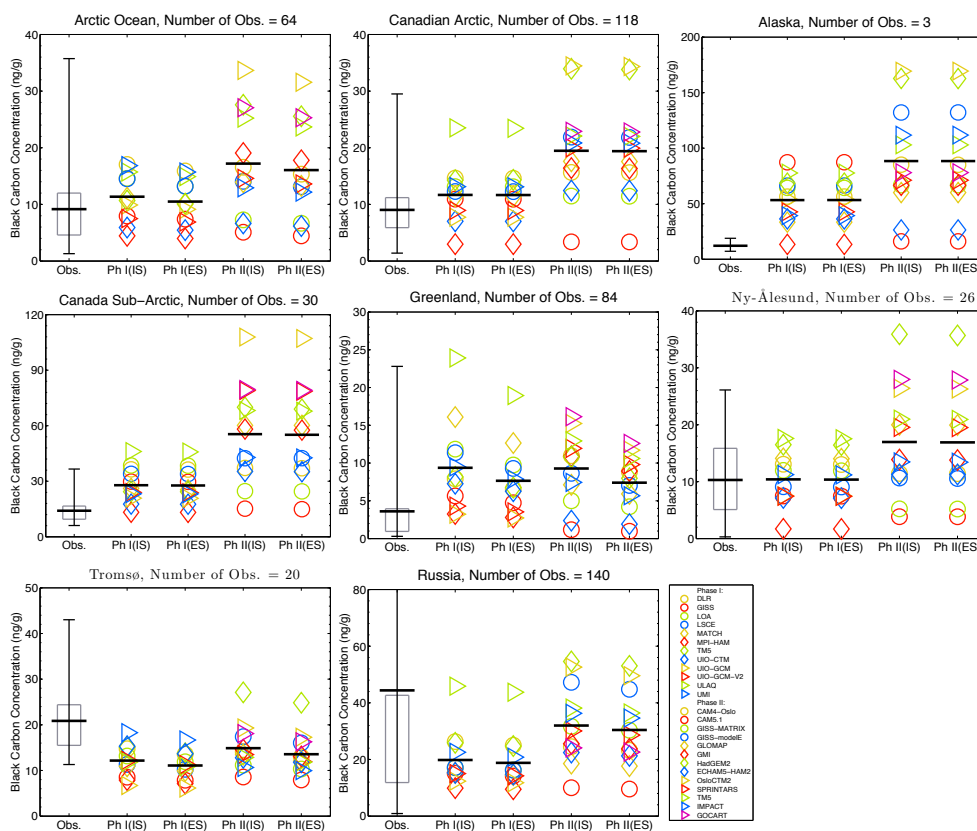 Arctic Ocean, Number of Obs. = 64
Black Carbon Concentration (ng/g)
40
30
20
10
0
Obs. Ph I(IS) Ph I(ES) Ph II(IS) Ph II(ES)
Canadian Arctic, Number of Obs. = 118
Black Carbon Concentration (ng/g)
40
30
20
10
0
Obs. Ph I(IS) Ph I(ES) Ph II(IS) Ph II(ES)
Alaska, Number of Obs. = 3
Black Carbon Concentration (ng/g)
200
150
100
50
0
Obs. Ph I(IS) Ph I(ES) Ph II(IS) Ph II(ES)
Canada Sub−Arctic, Number of Obs. = 30
Black Carbon Concentration (ng/g)
120
90
60
30
0
Obs. Ph I(IS) Ph I(ES) Ph II(IS) Ph II(ES)
Greenland, Number of Obs. = 84
Black Carbon Concentration (ng/g)
30
25
20
15
10
5
0
Obs. Ph I(IS) Ph I(ES) Ph II(IS) Ph II(ES)
Ny-Ålesund, Number of Obs. = 26
Black Carbon Concentration (ng/g)
40
30
20
10
0
Obs. Ph I(IS) Ph I(ES) Ph II(IS) Ph II(ES)
Tromsø, Number of Obs. = 20
Black Carbon Concentration (ng/g)
50
40
30
20
10
0
Obs. Ph I(IS) Ph I(ES) Ph II(IS) Ph II(ES)
Russia, Number of Obs. = 140
Black Carbon Concentration (ng/g)
80
60
40
20
0
Obs. Ph I(IS) Ph I(ES) Ph II(IS) Ph II(ES)
Phase I:
DLR
GISS
LOA
LSCE
MATCH
MPI−HAM
TM5
UIO−CTM
UIO−GCM
UIO−GCM−V2
ULAQ
UMI
Phase II:
CAM4−Oslo
CAM5.1
GISS−MATRIX
GISS−modelE
GLOMAP
GMI
HadGEM2
ECHAM5−HAM2
OsloCTM2
SPRINTARS
TM5
IMPACT
GOCART